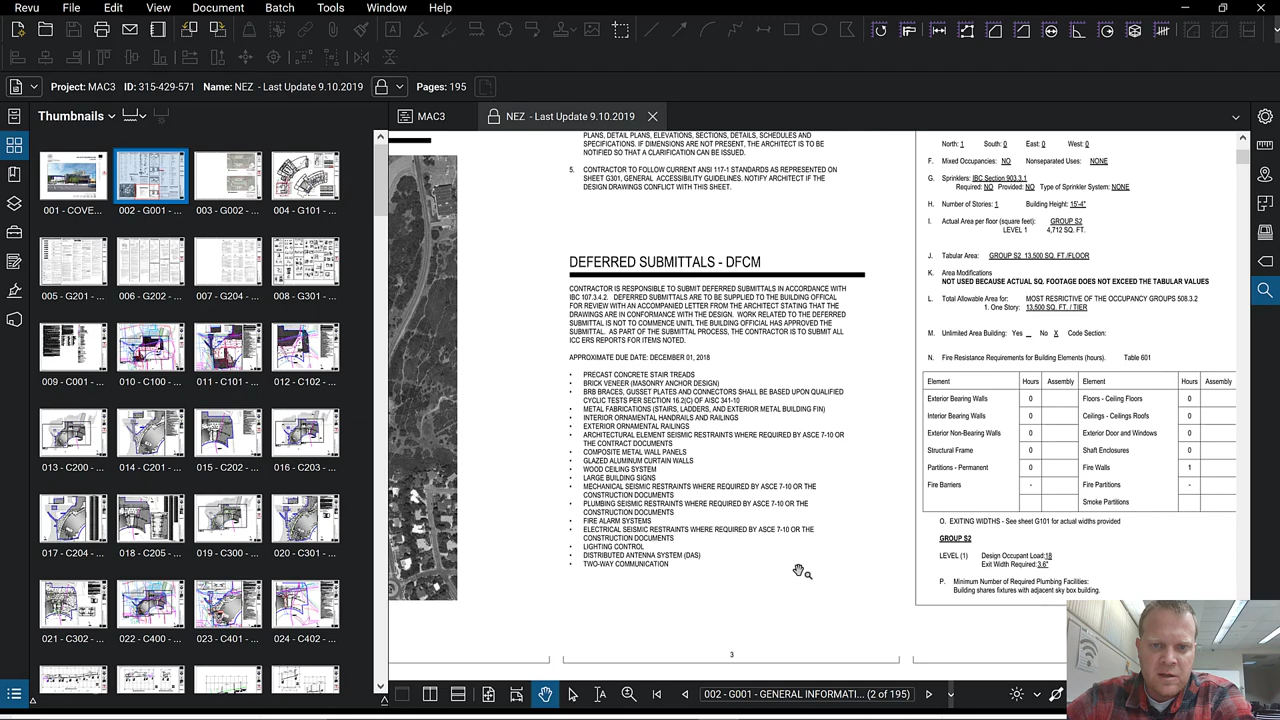 Revu File Edit View Document Batch Tools Window Help
Project: MAC3 ID: 315-429-571 Name: NEZ - Last Update 9.10.2019 Pages: 195
Thumbnails
MAC3
NEZ - Last Update 9.10.2019
001 - COVE...
002 - G001 -...
003 - G002 -...
004 - G101 -...
005 - G201 -...
006 - G202 -...
007 - G204 -...
008 - G301 -...
009 - C001 -...
010 - C100 -...
011 - C101 -...
012 - C102 -...
013 - C200 -...
014 - C201 -...
015 - C202 -...
016 - C203 -...
017 - C204 -...
018 - C205 -...
019 - C300 -...
020 - C301 -...
021 - C302 -...
022 - C400 -...
023 - C401 -...
024 - C402 -...
PLANS, DETAIL PLANS, ELEVATIONS, SECTIONS, DETAILS, SCHEDULES AND
SPECIFICATIONS. IF DIMENSIONS ARE NOT PRESENT, THE ARCHITECT IS TO BE
NOTIFIED SO THAT A CLARIFICATION CAN BE ISSUED.
5. CONTRACTOR TO FOLLOW CURRENT ANSI 117-1 STANDARDS AS REPRESENTED ON
SHEET G301, GENERAL ACCESSIBILITY GUIDELINES. NOTIFY ARCHITECT IF THE
DESIGN DRAWINGS CONFLICT WITH THIS SHEET.
DEFERRED SUBMITTALS - DFCM
CONTRACTOR IS RESPONSIBLE TO SUBMIT DEFERRED SUBMITTALS IN ACCORDANCE WITH
IBC 107.3.4.2. DEFERRED SUBMITTALS ARE TO BE SUPPLIED TO THE BUILDING OFFICAL
FOR REVIEW WITH AN ACCOMPANIED LETTER FROM THE ARCHITECT STATING THAT THE
DRAWINGS ARE IN CONFORMANCE WITH THE DESIGN. WORK RELATED TO THE DEFERRED
SUBMITTAL IS NOT TO COMMENCE UNITL THE BUILDING OFFICIAL HAS APPROVED THE
SUBMITTAL. AS PART OF THE SUBMITTAL PROCESS, THE CONTRACTOR IS TO SUBMIT ALL
ICC ERS REPORTS FOR ITEMS NOTED.
APPROXIMATE DUE DATE: DECEMBER 01, 2018
• PRECAST CONCRETE STAIR TREADS
• BRICK VENEER (MASONRY ANCHOR DESIGN)
• BRB BRACES, GUSSET PLATES AND CONNECTORS SHALL BE BASED UPON QUALIFIED
CYCLIC TESTS PER SECTION 16.2(C) OF AISC 341-10
• METAL FABRICATIONS (STAIRS, LADDERS, AND EXTERIOR METAL BUILDING FIN)
• INTERIOR ORNAMENTAL HANDRAILS AND RAILINGS
• EXTERIOR ORNAMENTAL RAILINGS
• ARCHITECTURAL ELEMENT SEISMIC RESTRAINTS WHERE REQUIRED BY ASCE 7-10 OR
THE CONTRACT DOCUMENTS
• COMPOSITE METAL WALL PANELS
• GLAZED ALUMINUM CURTAIN WALLS
• WOOD CEILING SYSTEM
• LARGE BUILDING SIGNS
• MECHANICAL SEISMIC RESTRAINTS WHERE REQUIRED BY ASCE 7-10 OR THE
CONSTRUCTION DOCUMENTS
• PLUMBING SESIMIC RESTRAINTS WHERE REQUIRED BY ASCE 7-10 OR THE
CONSTRUCTION DOCUMENTS
• FIRE ALARM SYSTEMS
• ELECTRICAL SEISMIC RESTRAINTS WHERE REQUIRED BY ASCE 7-10 OR THE
CONSTRUCTION DOCUMENTS
• LIGHTING CONTROL
• DISTRIBUTED ANTENNA SYSTEM (DAS)
• TWO-WAY COMMUNICATION
3
North: 1 South: 0 East: 0 West: 0
F. Mixed Occupancies: NO Nonseparated Uses: NONE
G. Sprinklers: IBC Section 903.3.1
Required: NO Provided: NO Type of Sprinkler System: NONE
H. Number of Stories: 1 Building Height: 15'-4"
I. Actual Area per floor (square feet): GROUP S2
LEVEL 1 4,712 SQ. FT.
J. Tabular Area: GROUP S2 13,500 SQ. FT./FLOOR
K. Area Modifications
NOT USED BECAUSE ACTUAL SQ. FOOTAGE DOES NOT EXCEED THE TABULAR VALUES
L. Total Allowable Area for: MOST RESRICTIVE OF THE OCCUPANCY GROUPS 508.3.2
1. One Story: 13,500 SQ. FT. / TIER
M. Unlimited Area Building: Yes _ No X Code Section:
N. Fire Resistance Requirements for Building Elements (hours). Table 601
Element Hours Assembly Element Hours Assembly
Exterior Bearing Walls 0 Floors - Ceiling Floors 0
Interior Bearing Walls 0 Ceilings - Ceilings Roofs 0
Exterior Non-Bearing Walls 0 Exterior Door and Windows 0
Structural Frame 0 Shaft Enclosures 0
Partitions - Permanent 0 Fire Walls 1
Fire Barriers - Fire Partitions -
Smoke Partitions
O. EXITING WIDTHS - See sheet G101 for actual widths provided
GROUP S2
LEVEL (1) Design Occupant Load:18
Exit Width Required:3.6"
P. Minimum Number of Required Plumbing Facilities:
Building shares fixtures with adjacent sky box building.
002 - G001 - GENERAL INFORMATI... (2 of 195)